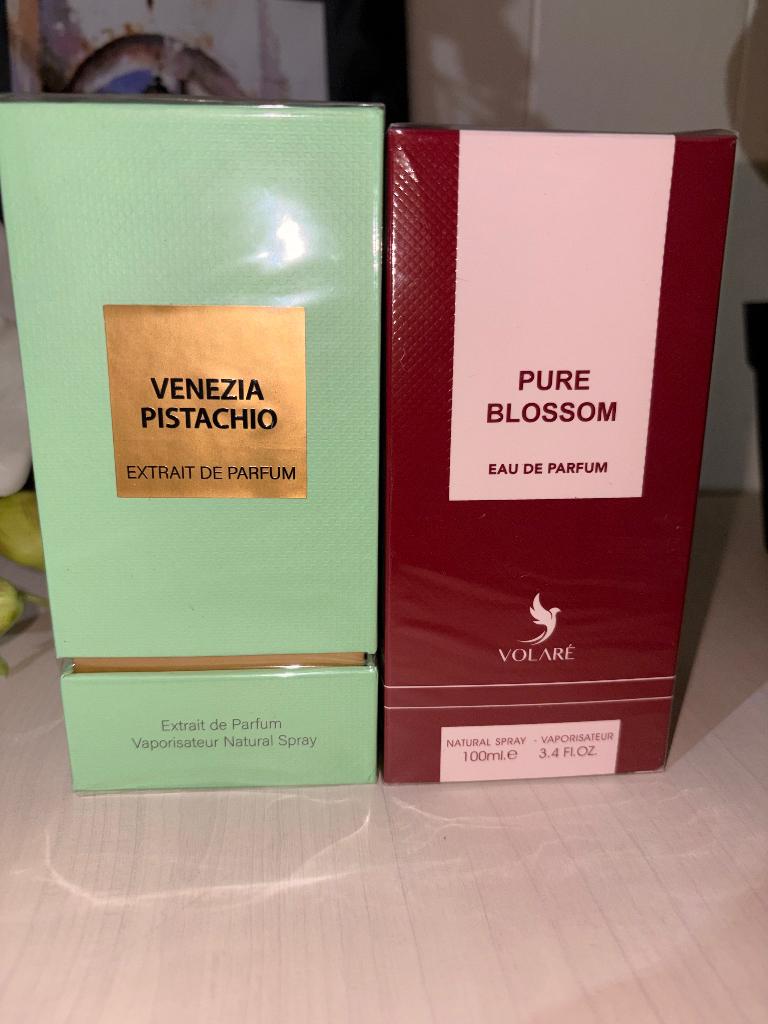 VENEZIA
PISTACHIO
EXTRAIT DE PARFUM
Extrait de Parfum
Vaporisateur Natural Spray
PURE
BLOSSOM
EAU DE PARFUM
VOLARÉ
NATURAL SPRAY - VAPORISATEUR
100ml.e 3.4 Fl.OZ.